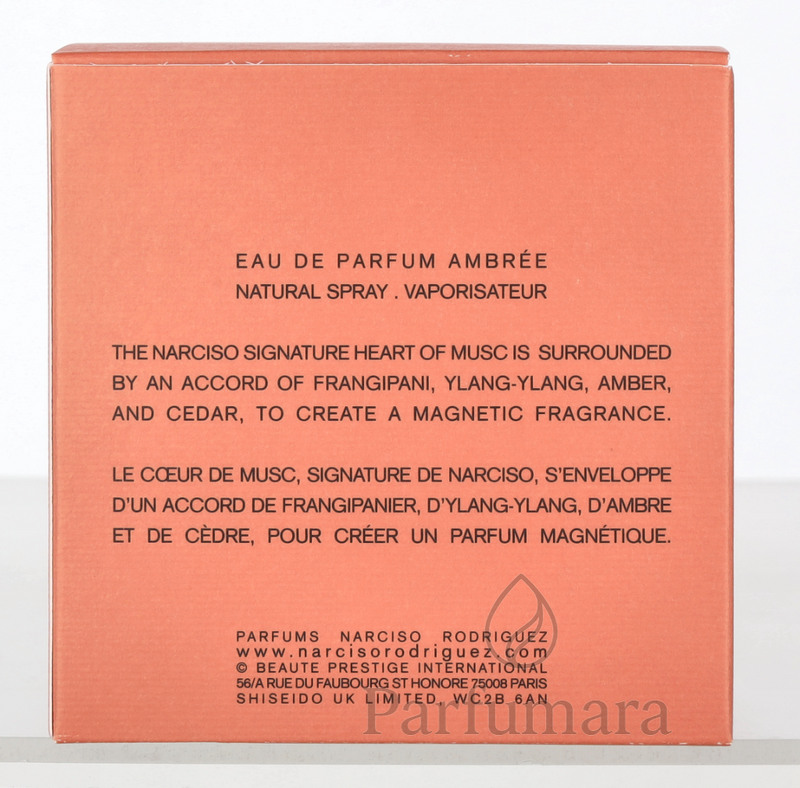 EAU DE PARFUM AMBRÉE
NATURAL SPRAY . VAPORISATEUR
THE NARCISO SIGNATURE HEART OF MUSC IS SURROUNDED
BY AN ACCORD OF FRANGIPANI, YLANG-YLANG, AMBER,
AND CEDAR, TO CREATE A MAGNETIC FRAGRANCE.
LE CŒUR DE MUSC, SIGNATURE DE NARCISO, S'ENVELOPPE
D'UN ACCORD DE FRANGIPANIER, D'YLANG-YLANG, D'AMBRE
ET DE CÈDRE, POUR CRÉER UN PARFUM MAGNÉTIQUE.
PARFUMS NARCISO RODRIGUEZ
www.narcisorodriguez.com
© BEAUTE PRESTIGE INTERNATIONAL
56/A RUE DU FAUBOURG ST HONORE 75008 PARIS
SHISEIDO UK LIMITED, WC2B 6AN
Parfumara